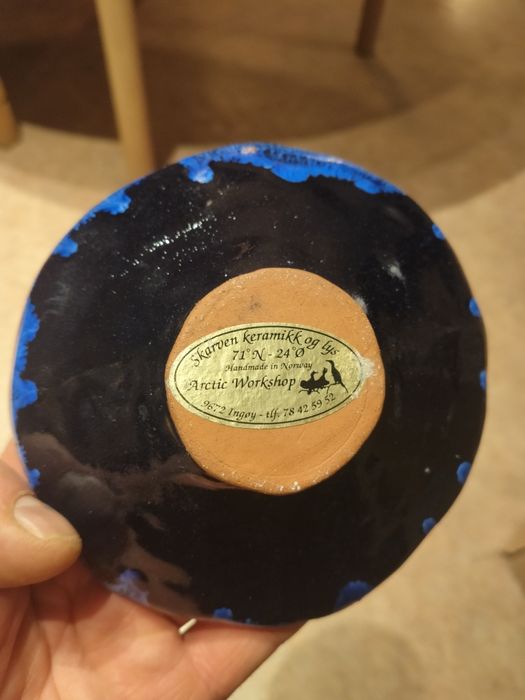 Skarven keramikk og lys
71°N - 24°Ø
Handmade in Norway
Arctic Workshop
9672 Ingøy - tlf. 78 42 59 52